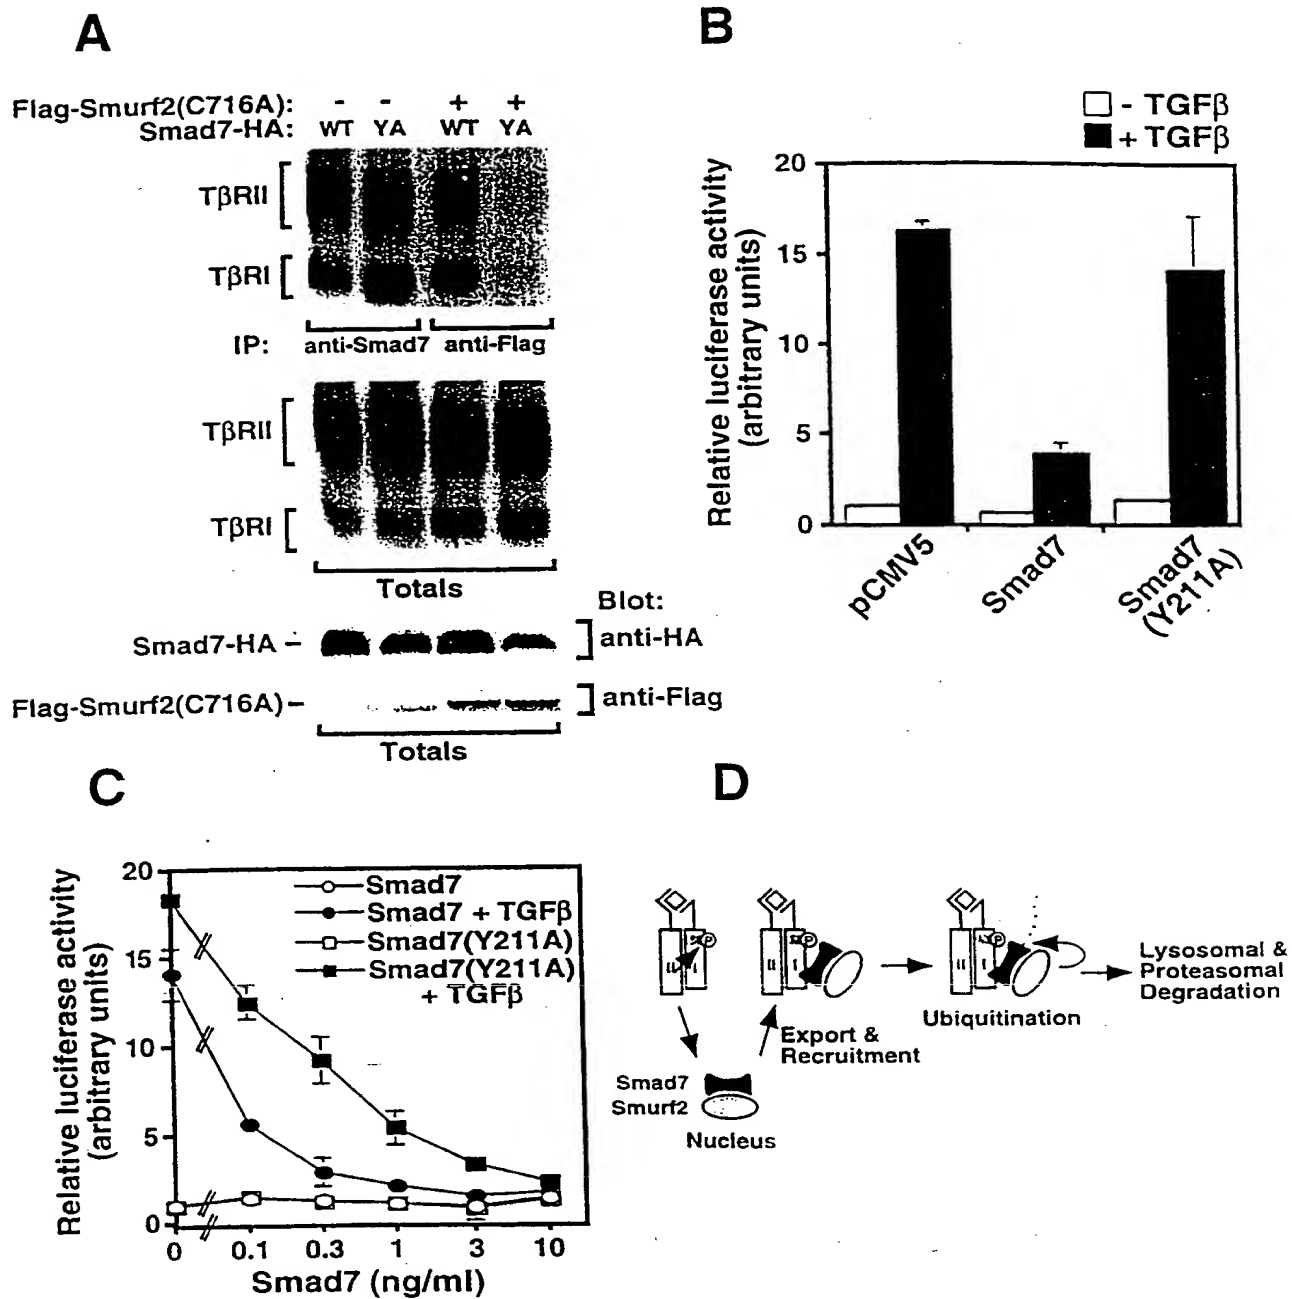 A
Flag-Smurf2(C716A): - - + +
Smad7-HA: WT YA WT YA
TβRII
TβRI
IP: anti-Smad7 anti-Flag
TβRII
TβRI
Totals
Blot:
Smad7-HA – anti-HA
Flag-Smurf2(C716A)– anti-Flag
Totals
B
- TGFβ
+ TGFβ
Relative luciferase activity
(arbitrary units)
20
15
10
5
0
pCMV5
Smad7
Smad7
(Y211A)
C
Relative luciferase activity
(arbitrary units)
20
15
10
5
0
Smad7
Smad7 + TGFβ
Smad7(Y211A)
Smad7(Y211A)
+ TGFβ
0 0.1 0.3 1 3 10
Smad7 (ng/ml)
D
II I P
II I P
II I P
Export &
Recruitment
Ubiquitination
Lysosomal &
Proteasomal
Degradation
Smad7
Smurf2
Nucleus